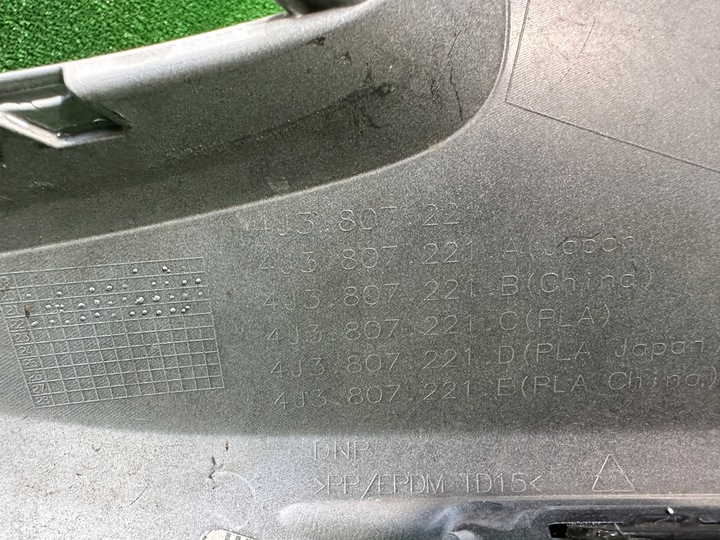 4J3.807.22
4J3.807.221.A(Japan)
4J3.807.221.B(China)
4J3.807.221.C(PLA)
4J3.807.221.D(PLA Japan)
4J3.807.221.E(PLA China)
DNP
>PP/EPDM TD15<